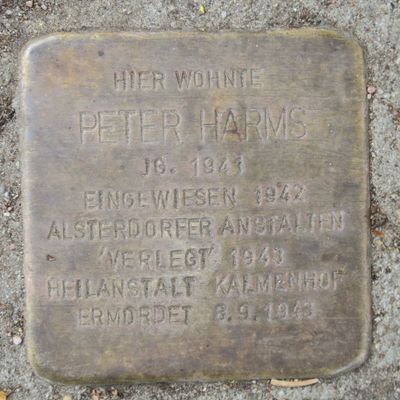 HIER WOHNTE
PETER HARMS
JG. 1941
EINGEWIESEN 1942
ALSTERDORFER ANSTALTEN
'VERLEGT' 1943
HEILANSTALT KALMENHOF
ERMORDET 8.9.1943